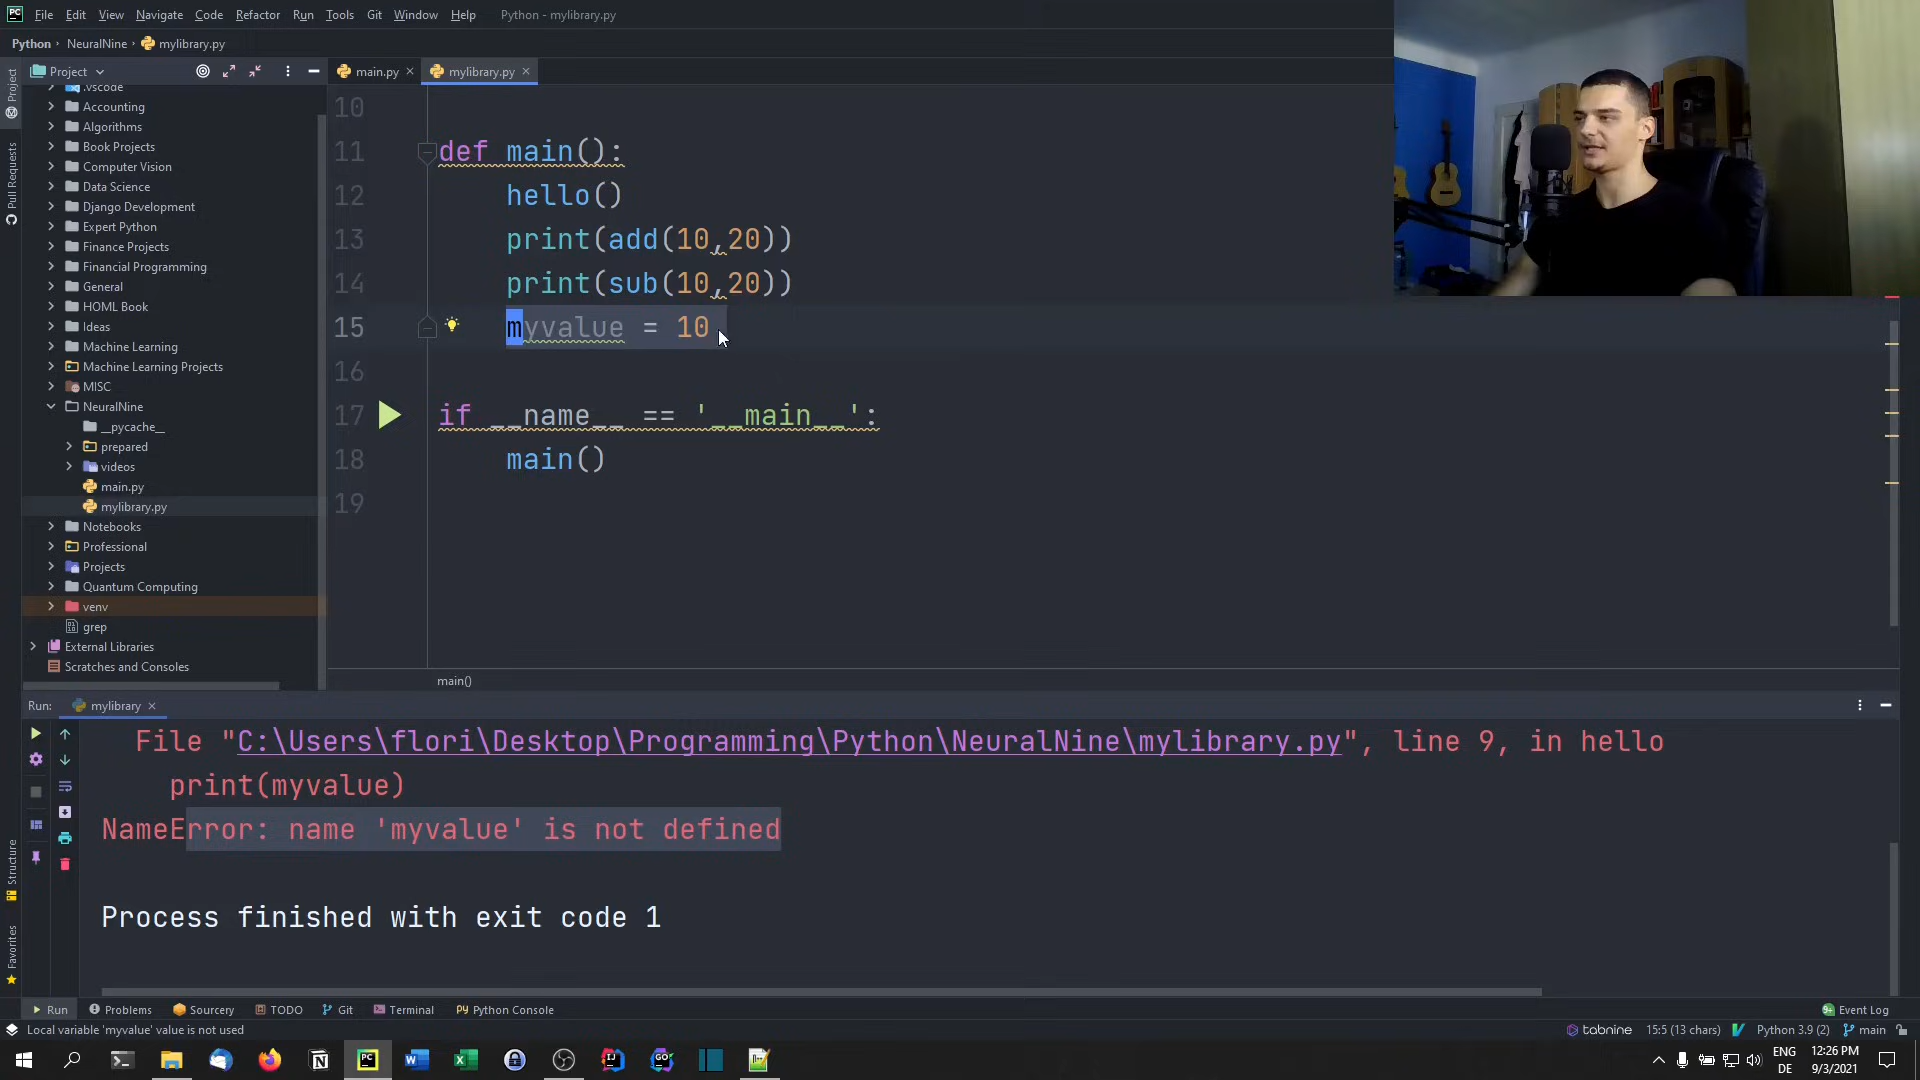 PC File Edit View Navigate Code Refactor Run Tools Git Window Help Python - mylibrary.py
Python NeuralNine mylibrary.py
Project
main.py
mylibrary.py
.vscode
Accounting
Algorithms
Book Projects
Computer Vision
Data Science
Django Development
Expert Python
Finance Projects
Financial Programming
General
HOML Book
Ideas
Machine Learning
Machine Learning Projects
MISC
NeuralNine
__pycache__
prepared
videos
main.py
mylibrary.py
Notebooks
Professional
Projects
Quantum Computing
venv
grep
External Libraries
Scratches and Consoles
Project
Pull Requests
Structure
Favorites
10
11 def main():
12 hello()
13 print(add(10,20))
14 print(sub(10,20))
15 myvalue = 10
16
17 if __name__ == '__main__':
18 main()
19
main()
Run: mylibrary
File "C:\Users\flori\Desktop\Programming\Python\NeuralNine\mylibrary.py", line 9, in hello
print(myvalue)
NameError: name 'myvalue' is not defined
Process finished with exit code 1
Run Problems Sourcery TODO Git Terminal Python Console Event Log
Local variable 'myvalue' value is not used tabnine 15:5 (13 chars) Python 3.9 (2) main
ENG
DE
12:26 PM
9/3/2021